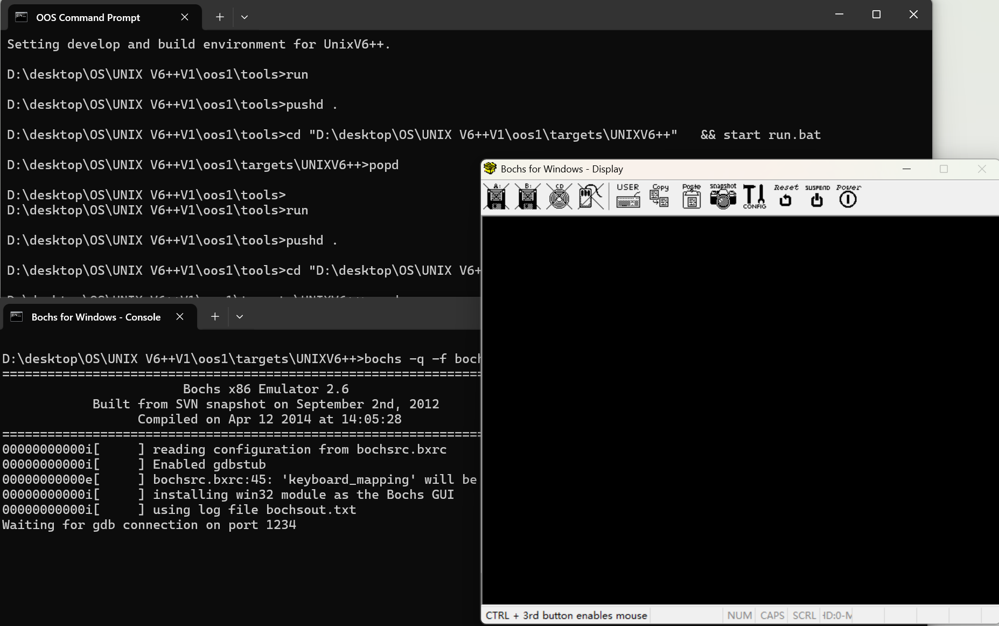 OOS Command Prompt
Setting develop and build environment for UnixV6++.
D:\desktop\OS\UNIX V6++V1\oos1\tools>run
D:\desktop\OS\UNIX V6++V1\oos1\tools>pushd .
D:\desktop\OS\UNIX V6++V1\oos1\tools>cd "D:\desktop\OS\UNIX V6++V1\oos1\targets\UNIXV6++"   && start run.bat
D:\desktop\OS\UNIX V6++V1\oos1\targets\UNIXV6++>popd
D:\desktop\OS\UNIX V6++V1\oos1\tools>
D:\desktop\OS\UNIX V6++V1\oos1\tools>run
D:\desktop\OS\UNIX V6++V1\oos1\tools>pushd .
D:\desktop\OS\UNIX V6++V1\oos1\tools>cd "D:\desktop\OS\UNIX V6+
Bochs for Windows - Console
D:\desktop\OS\UNIX V6++V1\oos1\targets\UNIXV6++>bochs -q -f boch
================================================================
Bochs x86 Emulator 2.6
Built from SVN snapshot on September 2nd, 2012
Compiled on Apr 12 2014 at 14:05:28
================================================================
00000000000i[     ] reading configuration from bochsrc.bxrc
00000000000i[     ] Enabled gdbstub
00000000000e[     ] bochsrc.bxrc:45: 'keyboard_mapping' will be
00000000000i[     ] installing win32 module as the Bochs GUI
00000000000i[     ] using log file bochsout.txt
Waiting for gdb connection on port 1234
Bochs for Windows - Display
A: B: CD USER Copy Paste snapshot CONFIG Reset SUSPEND Power
CTRL + 3rd button enables mouse NUM CAPS SCRL HD:0-M